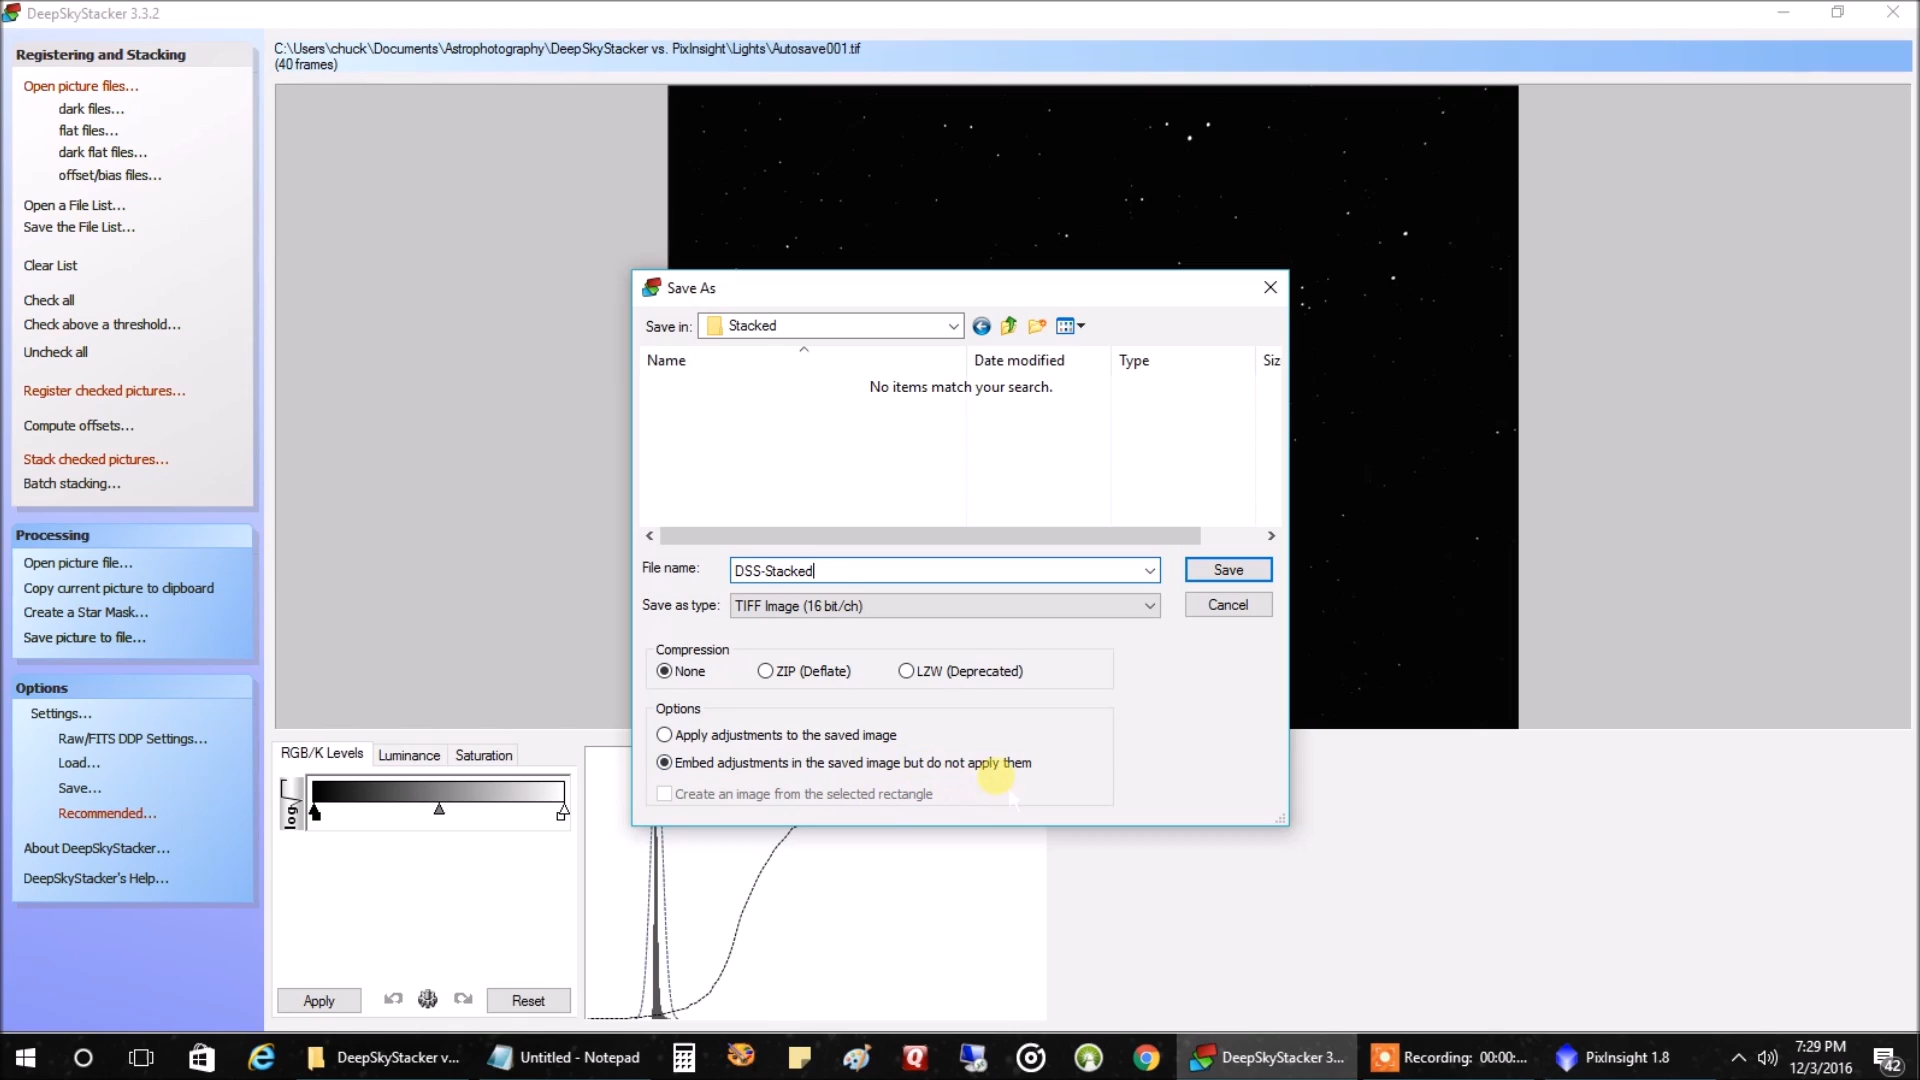 DeepSkyStacker 3.3.2
Registering and Stacking
Open picture files...
dark files...
flat files...
dark flat files...
offset/bias files...
Open a File List...
Save the File List...
Clear List
Check all
Check above a threshold...
Uncheck all
Register checked pictures...
Compute offsets...
Stack checked pictures...
Batch stacking...
Processing
Open picture file...
Copy current picture to clipboard
Create a Star Mask...
Save picture to file...
Options
Settings...
Raw/FITS DDP Settings...
Load...
Save...
Recommended...
About DeepSkyStacker...
DeepSkyStacker's Help...
C:\Users\chuck\Documents\Astrophotography\DeepSkyStacker vs. PixInsight\Lights\Autosave001.tif
(40 frames)
Save As
Save in: Stacked
Name Date modified Type Siz
No items match your search.
File name: DSS-Stacked Save
Save as type: TIFF Image (16 bit/ch) Cancel
Compression
None ZIP (Deflate) LZW (Deprecated)
Options
Apply adjustments to the saved image
Embed adjustments in the saved image but do not apply them
Create an image from the selected rectangle
RGB/K Levels Luminance Saturation
log
Apply Reset
DeepSkyStacker v... Untitled - Notepad DeepSkyStacker 3... Recording: 00:00:... PixInsight 1.8
7:29 PM
12/3/2016
42